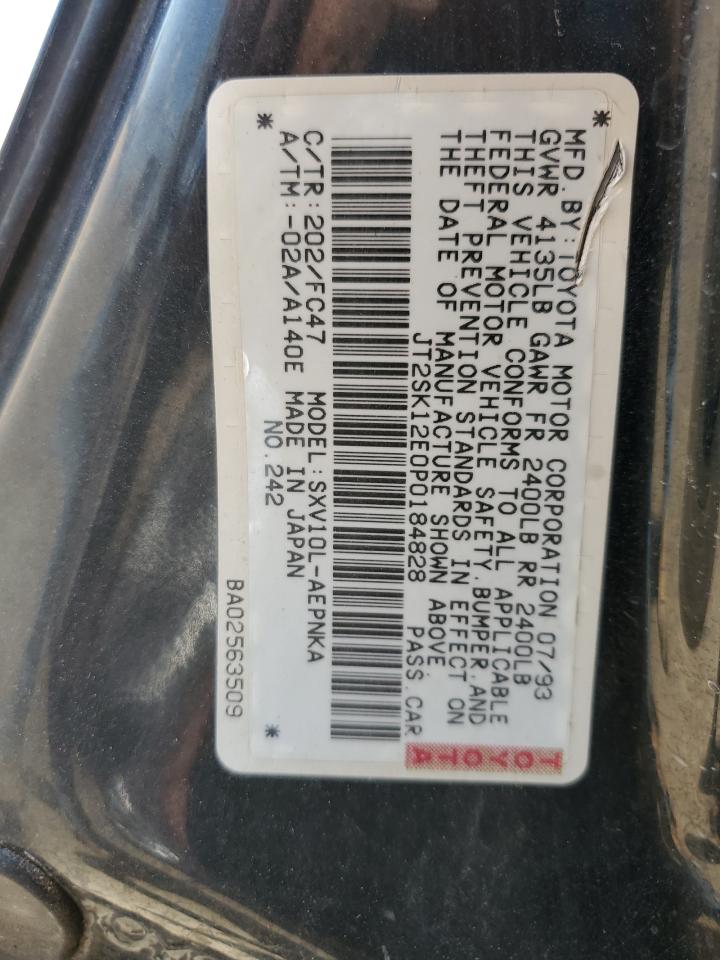 MFD.BY:TOYOTA MOTOR CORPORATION 07/93
GVWR 4135LB GAWR FR 2400LB RR 2400LB
THIS VEHICLE CONFORMS TO ALL APPLICABLE
FEDERAL MOTOR VEHICLE SAFETY.BUMPER.AND
THEFT PREVENTION STANDARDS IN EFFECT ON
THE DATE OF MANUFACTURE SHOWN ABOVE.
JT2SK12E0P0184828 PASS.CAR
TOYOTA
* *
C/TR:202/FC47 MODEL:SXV10L-AEPNKA
A/TM:-02A/A140E MADE IN JAPAN
NO.242
* *
BA02563509